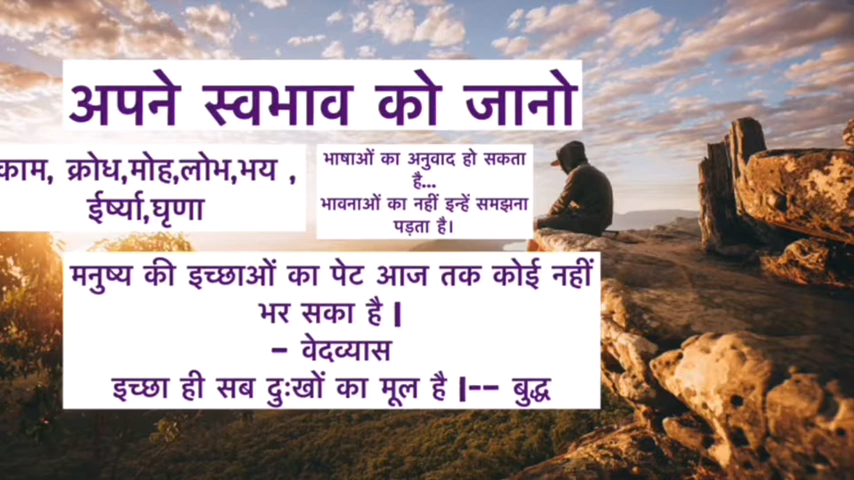 अपने स्वभाव को जानो
काम, क्रोध,मोह,लोभ,भय ,
ईर्ष्या,घृणा
भाषाओं का अनुवाद हो सकता
है...
भावनाओं का नहीं इन्हें समझना
पड़ता है।
मनुष्य की इच्छाओं का पेट आज तक कोई नहीं
भर सका है |
- वेदव्यास
इच्छा ही सब दुःखों का मूल है |-- बुद्ध